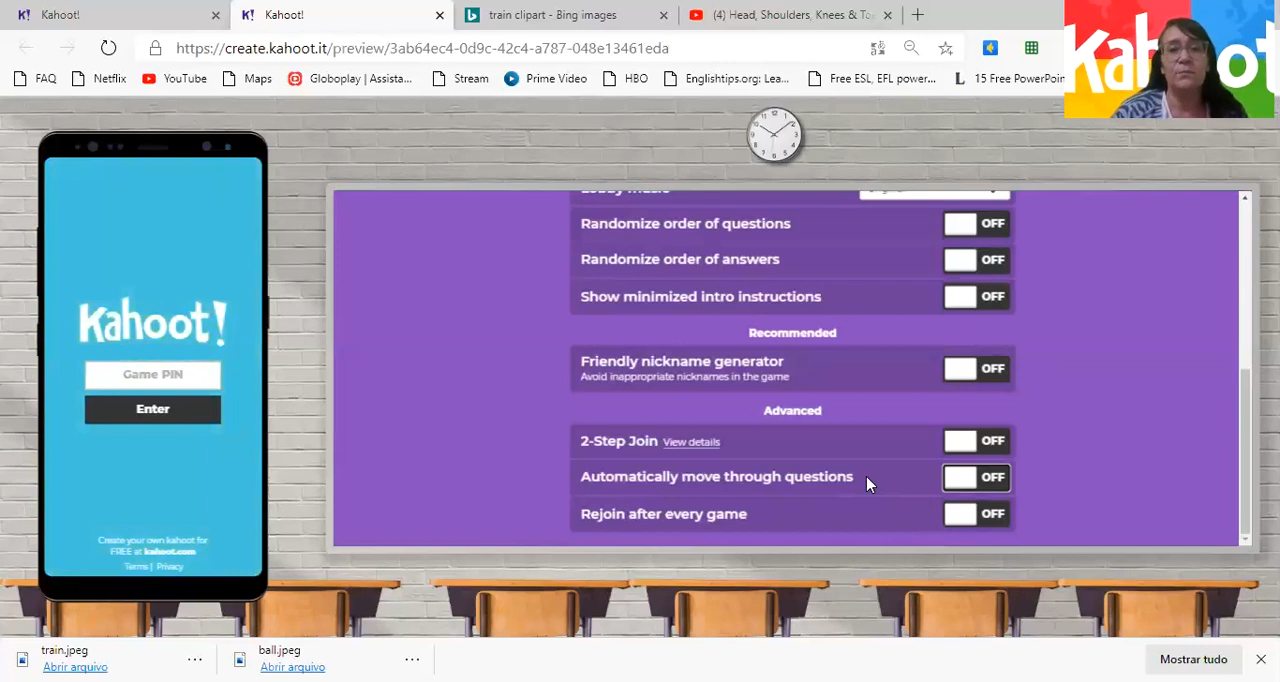 Kahoot!
Kahoot!
train clipart - Bing images
(4) Head, Shoulders, Knees & To
https://create.kahoot.it/preview/3ab64ec4-0d9c-42c4-a787-048e13461eda
FAQ
Netflix
YouTube
Maps
Globoplay | Assista...
Stream
Prime Video
HBO
Englishtips.org: Lea...
Free ESL, EFL power...
15 Free PowerPoin
Kahoot
Lobby music
Randomize order of questions OFF
Randomize order of answers OFF
Show minimized intro instructions OFF
Recommended
Friendly nickname generator OFF
Avoid inappropriate nicknames in the game
Advanced
2-Step Join View details OFF
Automatically move through questions OFF
Rejoin after every game OFF
Kahoot!
Game PIN
Enter
Create your own kahoot for
FREE at kahoot.com
Terms | Privacy
train.jpeg
Abrir arquivo
ball.jpeg
Abrir arquivo
Mostrar tudo